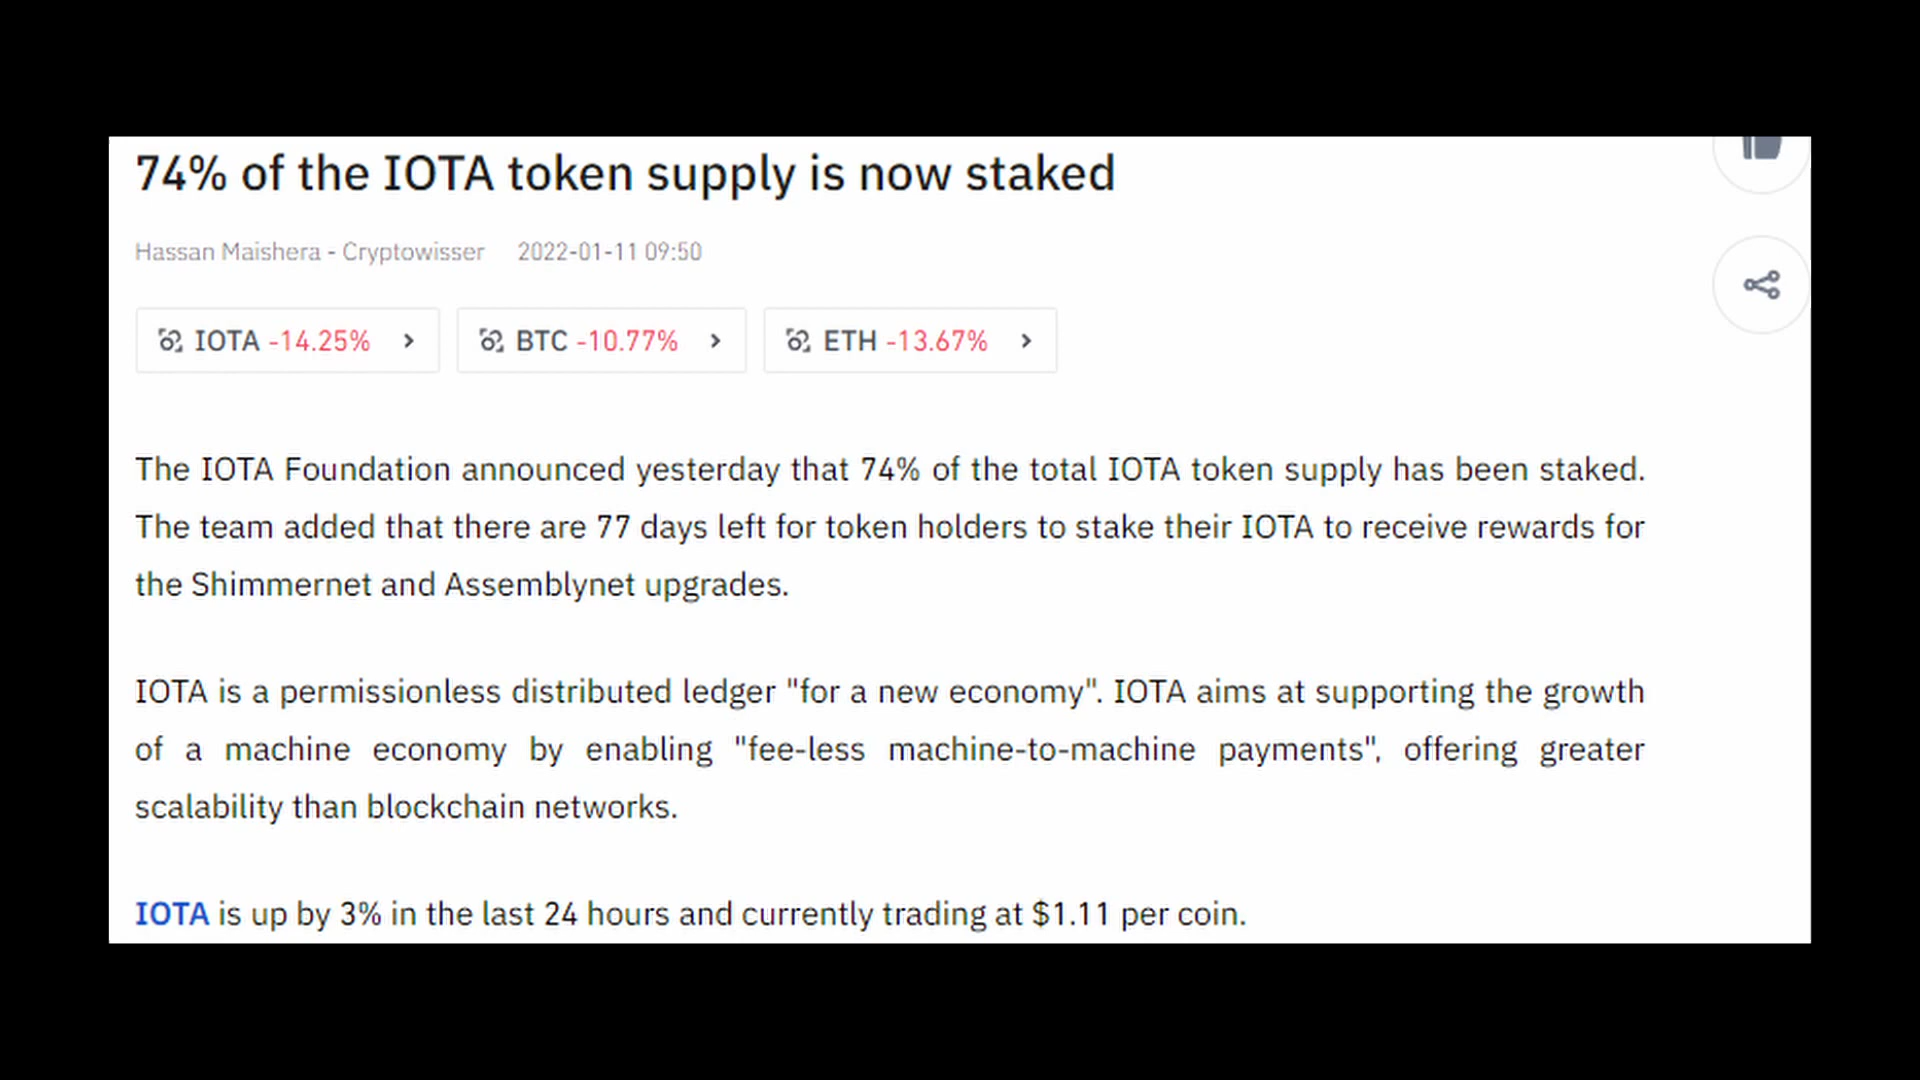 74% of the IOTA token supply is now staked
Hassan Maishera - Cryptowisser 2022-01-11 09:50
IOTA -14.25% BTC -10.77% ETH -13.67%
The IOTA Foundation announced yesterday that 74% of the total IOTA token supply has been staked.
The team added that there are 77 days left for token holders to stake their IOTA to receive rewards for
the Shimmernet and Assemblynet upgrades.
IOTA is a permissionless distributed ledger "for a new economy". IOTA aims at supporting the growth
of a machine economy by enabling "fee-less machine-to-machine payments", offering greater
scalability than blockchain networks.
IOTA is up by 3% in the last 24 hours and currently trading at $1.11 per coin.